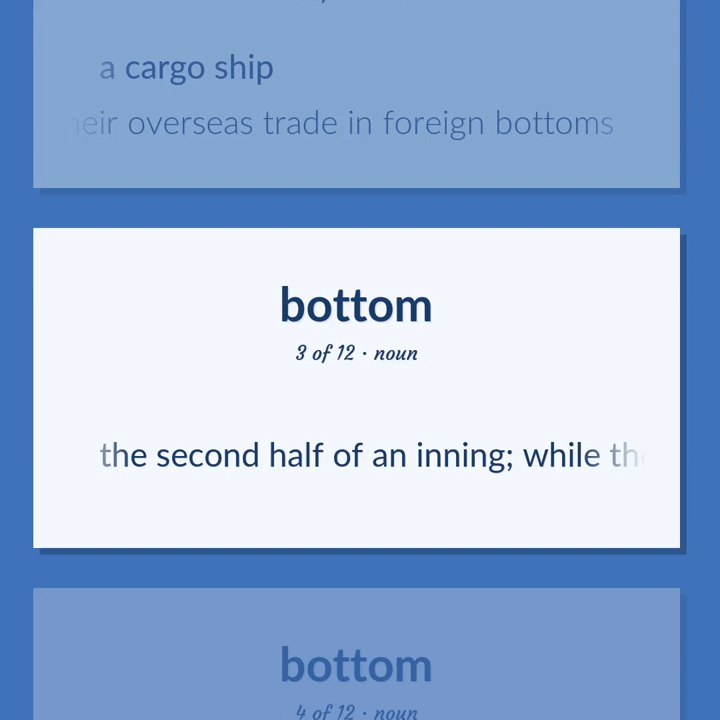 a cargo ship
overseas trade in foreign bottoms
bottom
3 of 12 · noun
the second half of an inning; while
bottom
4 of 12 · noun